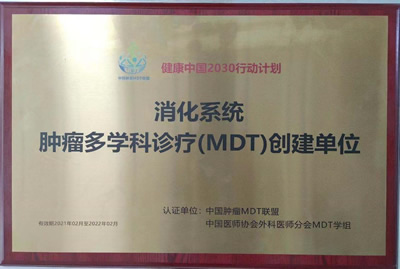 健康中国2030行动计划
消化系统
肿瘤多学科诊疗(MDT)创建单位
认证单位：中国肿瘤MDT联盟
中国医师协会外科医师分会MDT学组
有效期2021年02月至2022年02月